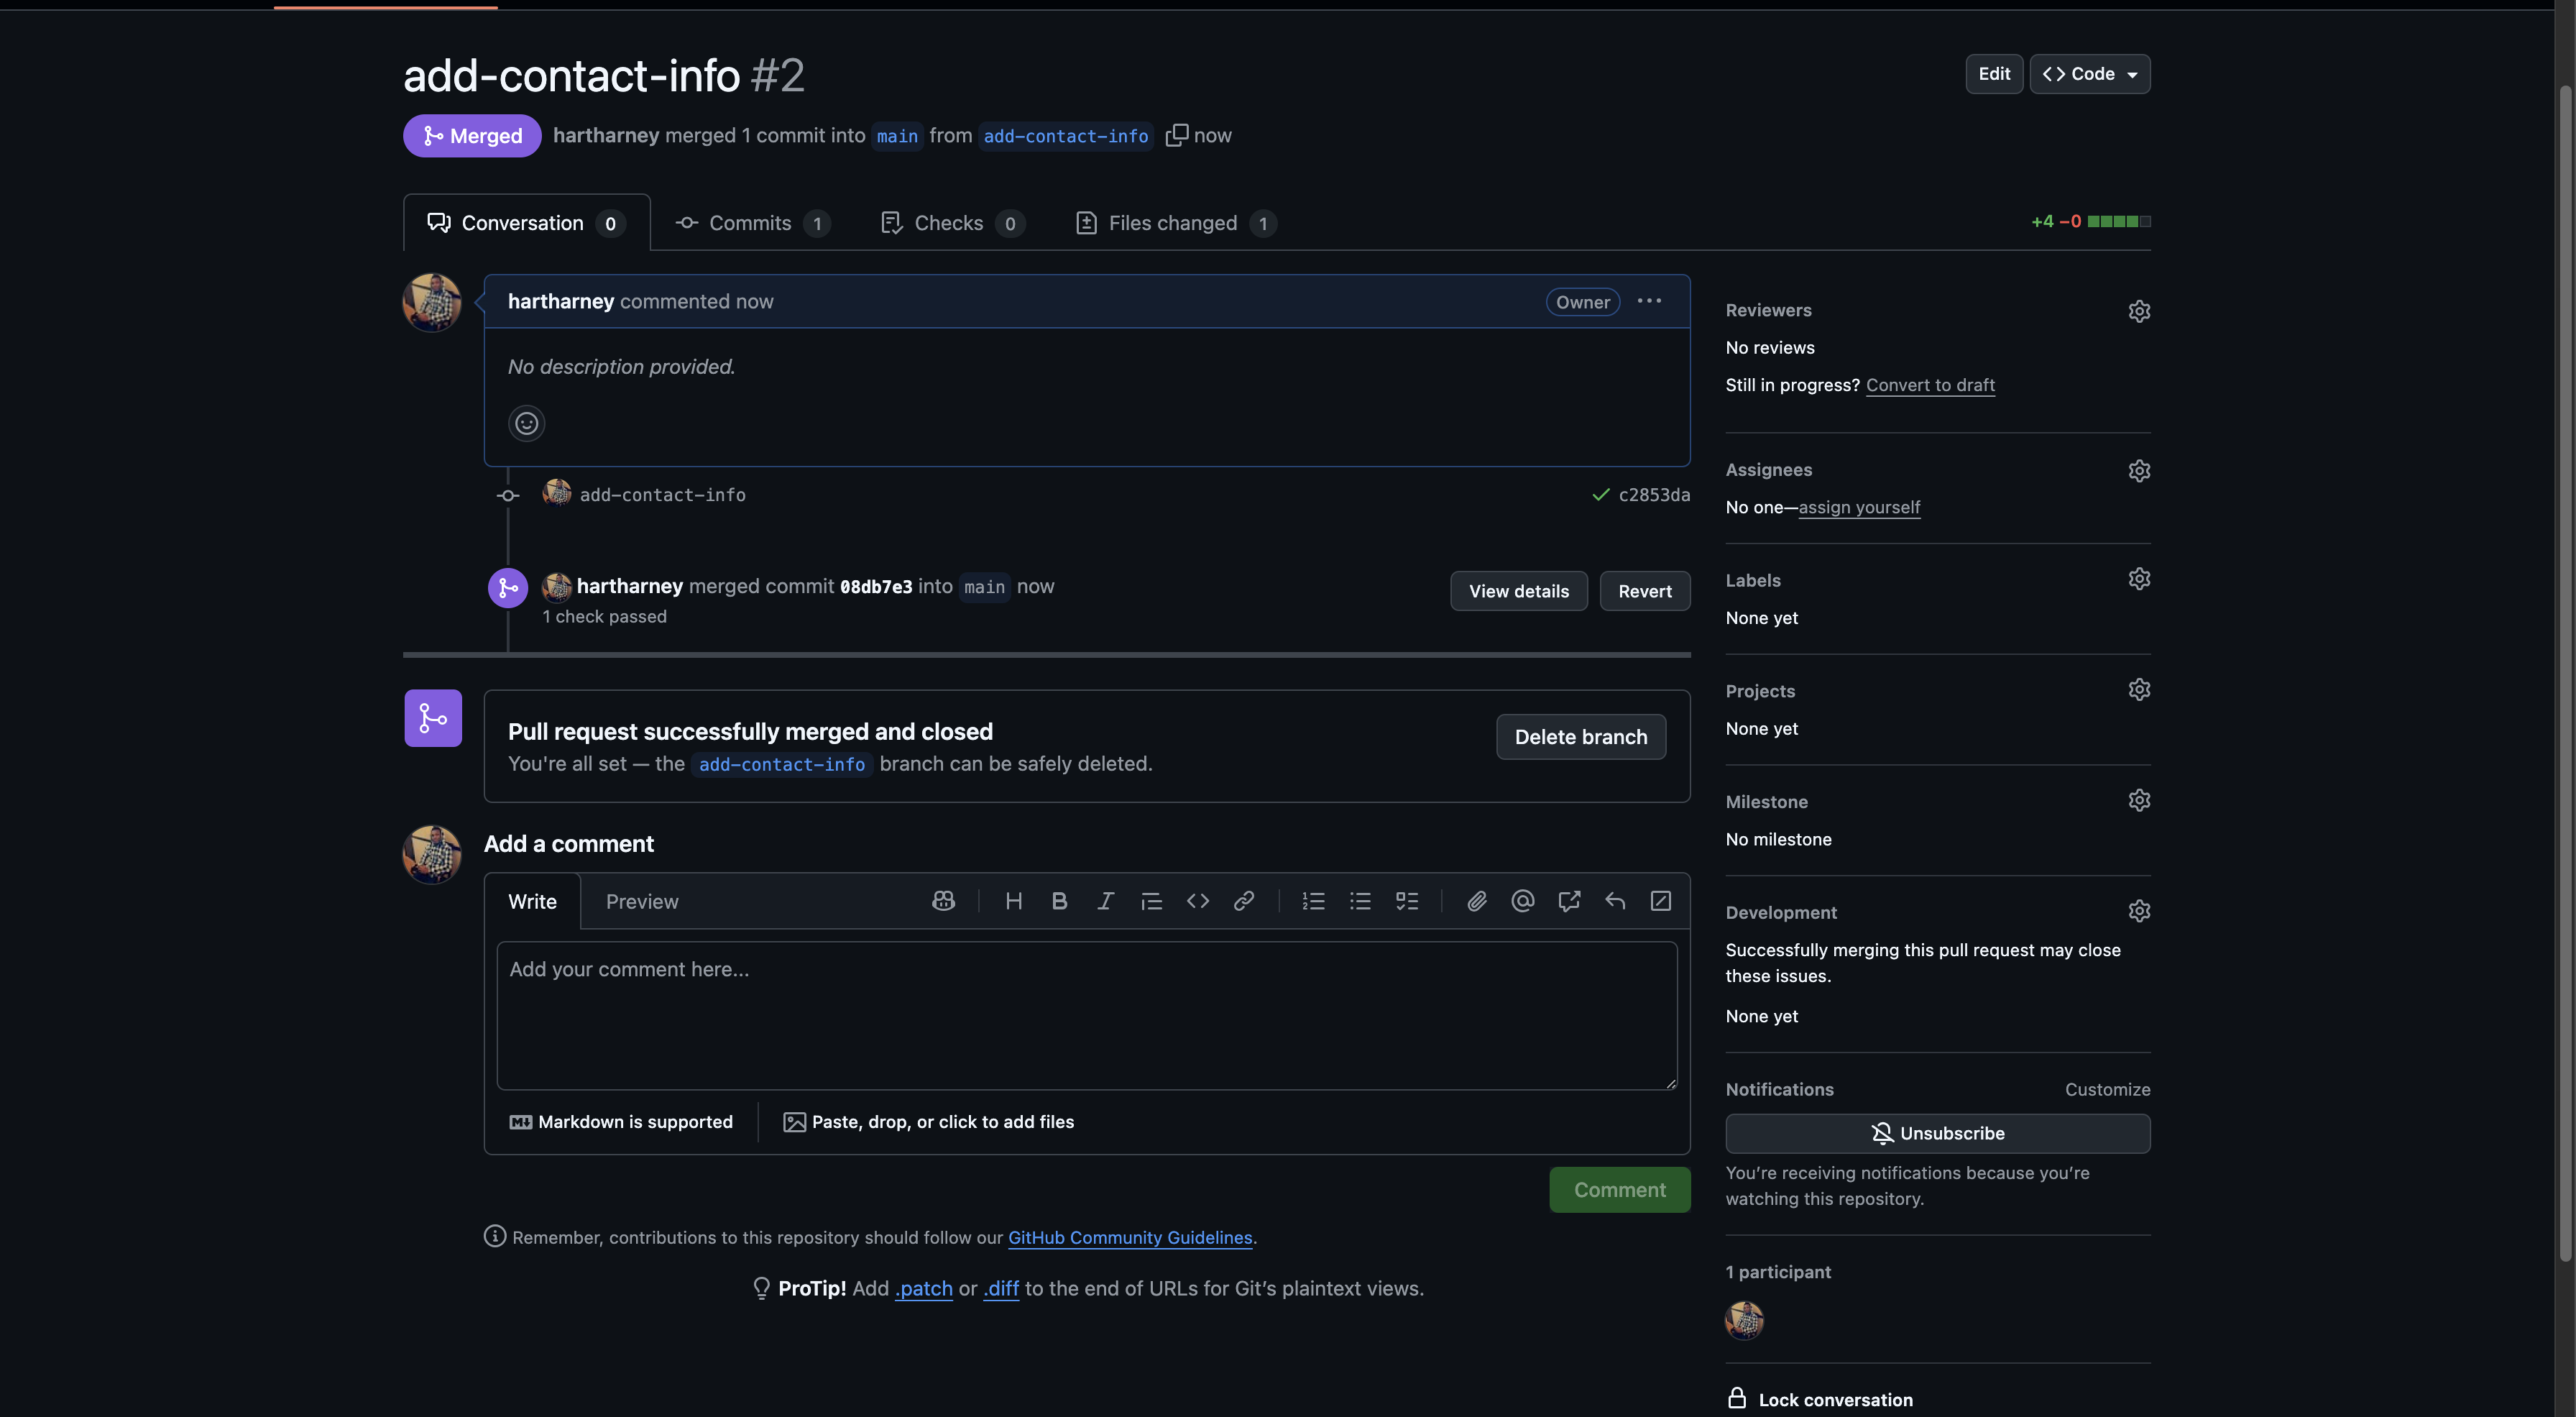 add-contact-info #2
Edit
Code
Merged
hartharney merged 1 commit into main from add-contact-info now
Conversation 0
Commits 1
Checks 0
Files changed 1
+4 −0
hartharney commented now
Owner
No description provided.
add-contact-info
c2853da
hartharney merged commit 08db7e3 into main now
1 check passed
View details
Revert
Pull request successfully merged and closed
You're all set — the add-contact-info branch can be safely deleted.
Delete branch
Add a comment
Write
Preview
Add your comment here...
Markdown is supported
Paste, drop, or click to add files
Comment
Remember, contributions to this repository should follow our GitHub Community Guidelines.
ProTip! Add .patch or .diff to the end of URLs for Git’s plaintext views.
Reviewers
No reviews
Still in progress? Convert to draft
Assignees
No one—assign yourself
Labels
None yet
Projects
None yet
Milestone
No milestone
Development
Successfully merging this pull request may close
these issues.
None yet
Notifications
Customize
Unsubscribe
You’re receiving notifications because you’re
watching this repository.
1 participant
Lock conversation